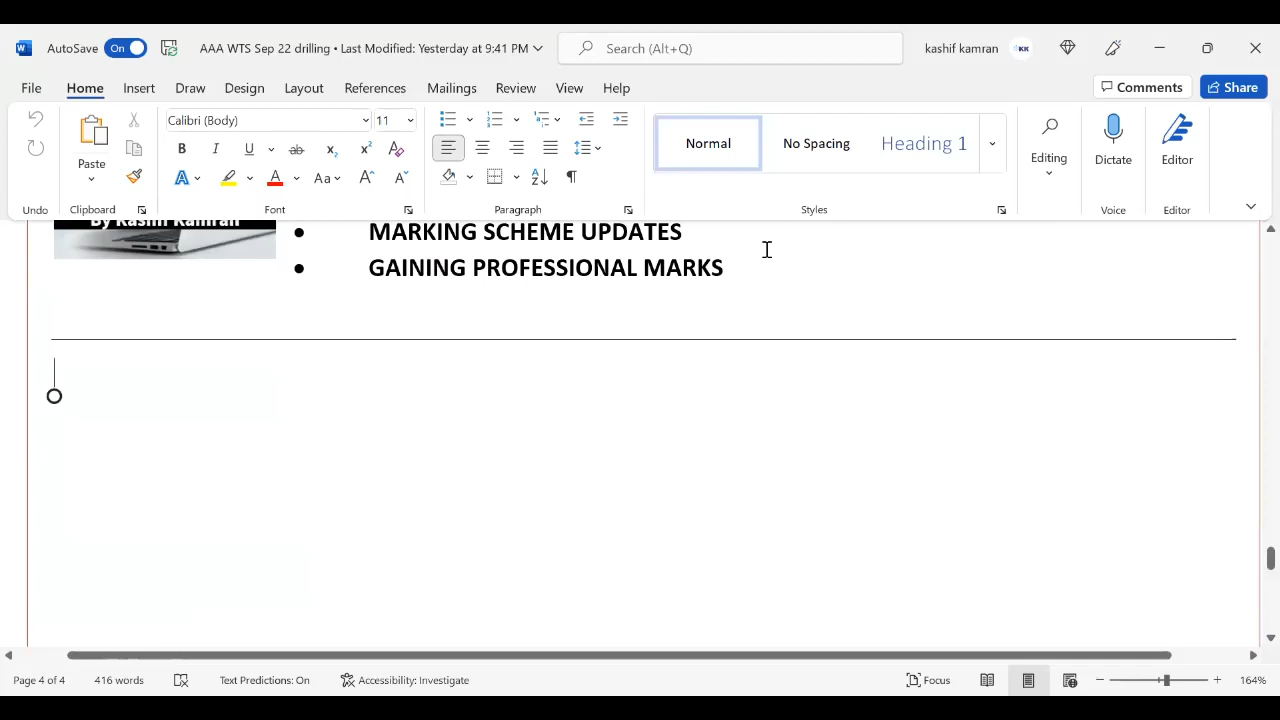 AutoSave On AAA WTS Sep 22 drilling • Last Modified: Yesterday at 9:41 PM Search (Alt+Q) kashif kamran KK
File Home Insert Draw Design Layout References Mailings Review View Help Comments Share
Calibri (Body) 11
Paste
Normal No Spacing Heading 1
Editing Dictate Editor
Undo Clipboard Font Paragraph Styles Voice Editor
By Kashif Kamran
• MARKING SCHEME UPDATES
• GAINING PROFESSIONAL MARKS
Page 4 of 4 416 words Text Predictions: On Accessibility: Investigate Focus 164%